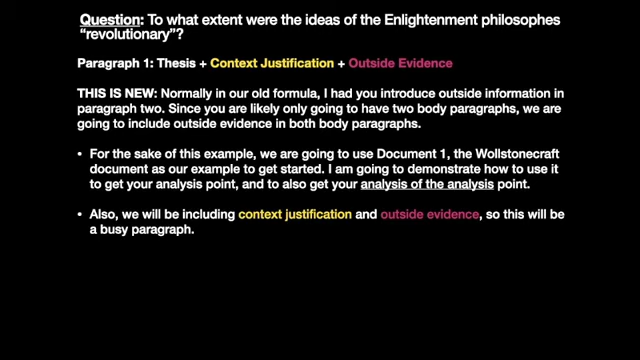 Question: To what extent were the ideas of the Enlightenment philosophes
“revolutionary”?
Paragraph 1: Thesis + Context Justification + Outside Evidence
THIS IS NEW: Normally in our old formula, I had you introduce outside information in
paragraph two. Since you are likely only going to have two body paragraphs, we are
going to include outside evidence in both body paragraphs.
• For the sake of this example, we are going to use Document 1, the Wollstonecraft
document as our example to get started. I am going to demonstrate how to use it
to get your analysis point, and to also get your analysis of the analysis point.
• Also, we will be including context justification and outside evidence, so this will be
a busy paragraph.